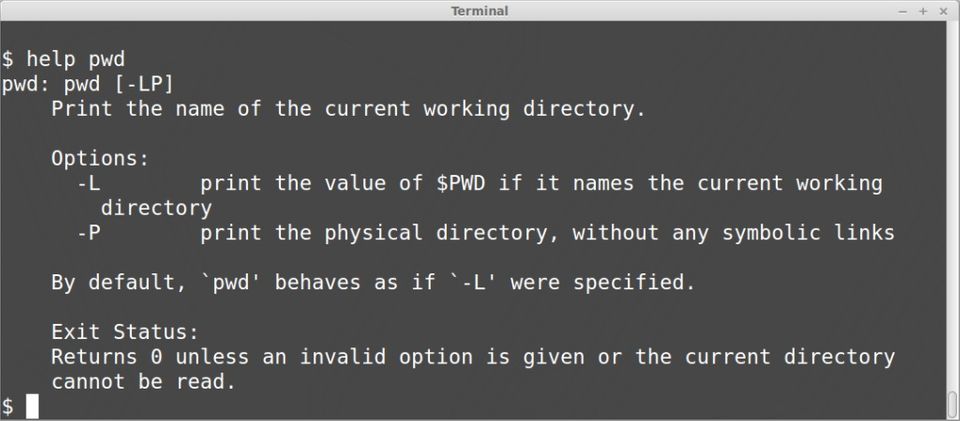 Terminal
$ help pwd
pwd: pwd [-LP]
    Print the name of the current working directory.

    Options:
      -L        print the value of $PWD if it names the current working
        directory
      -P        print the physical directory, without any symbolic links

    By default, `pwd' behaves as if `-L' were specified.

    Exit Status:
    Returns 0 unless an invalid option is given or the current directory
    cannot be read.
$